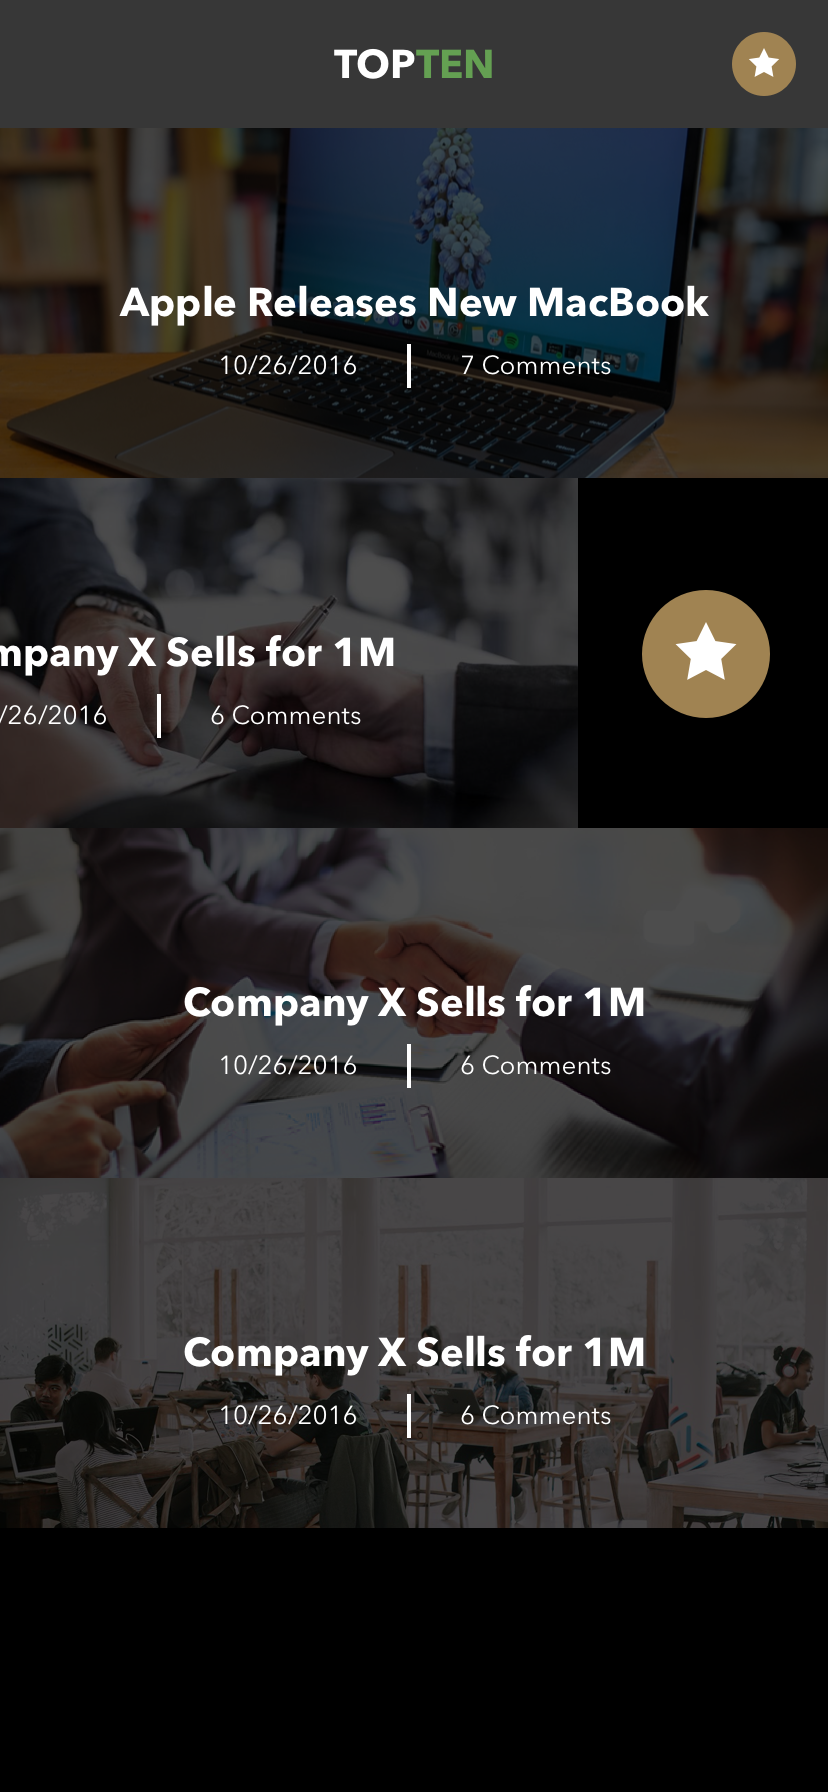 TOPTEN
Apple Releases New MacBook
10/26/2016
7 Comments
mpany X Sells for 1M
/26/2016
6 Comments
Company X Sells for 1M
10/26/2016
6 Comments
Company X Sells for 1M
10/26/2016
6 Comments